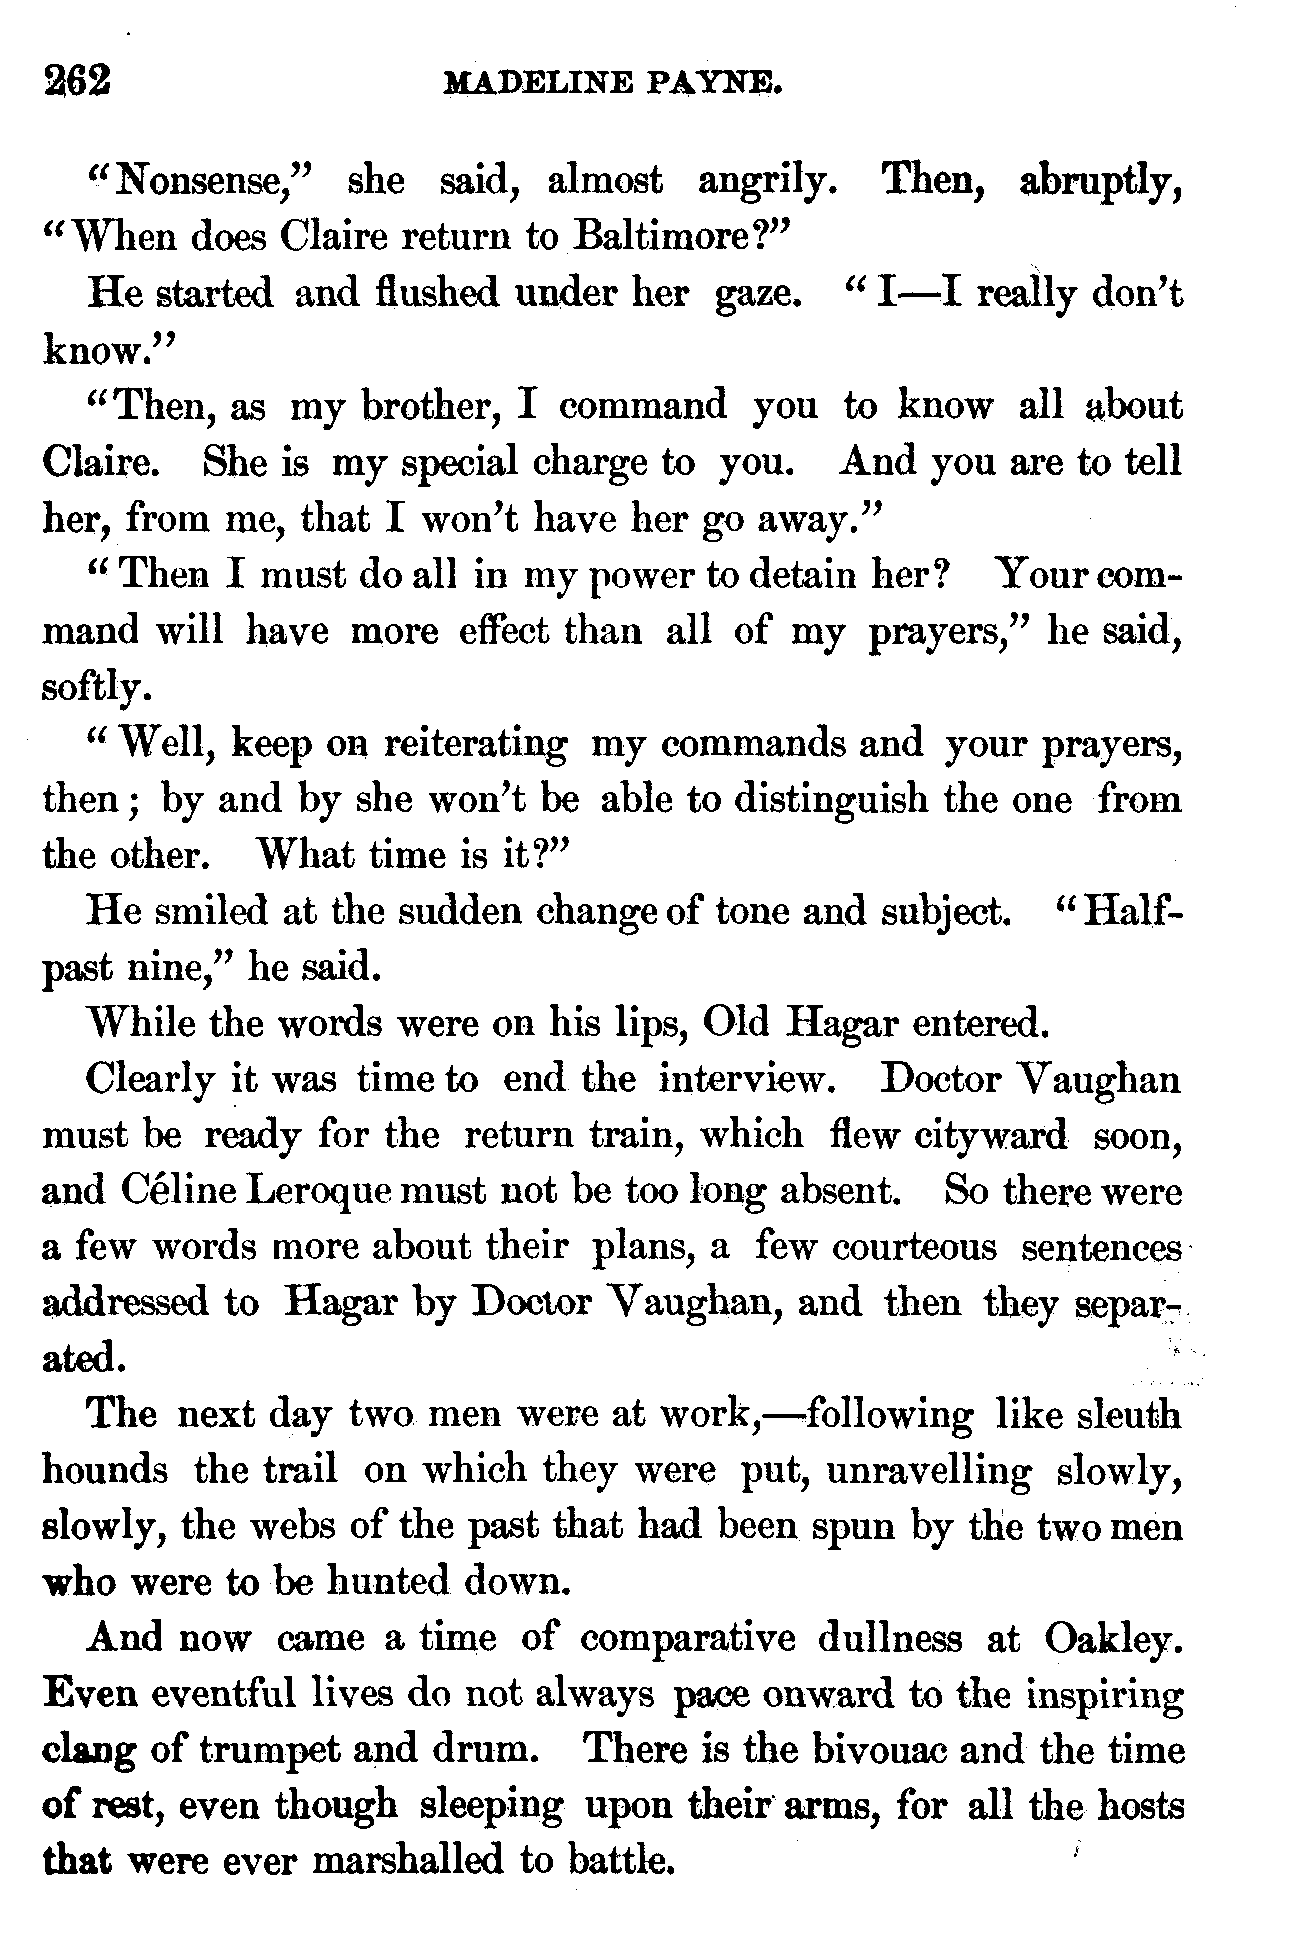 262 MADELINE PAYNE.
"Nonsense," she said, almost angrily. Then, abruptly,
"When does Claire return to Baltimore?"
He started and flushed under her gaze. "I—I really don't
know."
"Then, as my brother, I command you to know all about
Claire. She is my special charge to you. And you are to tell
her, from me, that I won't have her go away."
"Then I must do all in my power to detain her? Your com-
mand will have more effect than all of my prayers," he said,
softly.
"Well, keep on reiterating my commands and your prayers,
then; by and by she won't be able to distinguish the one from
the other. What time is it?"
He smiled at the sudden change of tone and subject. "Half-
past nine," he said.
While the words were on his lips, Old Hagar entered.
Clearly it was time to end the interview. Doctor Vaughan
must be ready for the return train, which flew cityward soon,
and Céline Leroque must not be too long absent. So there were
a few words more about their plans, a few courteous sentences
addressed to Hagar by Doctor Vaughan, and then they separ-
ated.
The next day two men were at work,—following like sleuth
hounds the trail on which they were put, unravelling slowly,
slowly, the webs of the past that had been spun by the two men
who were to be hunted down.
And now came a time of comparative dullness at Oakley.
Even eventful lives do not always pace onward to the inspiring
clang of trumpet and drum. There is the bivouac and the time
of rest, even though sleeping upon their arms, for all the hosts
that were ever marshalled to battle.